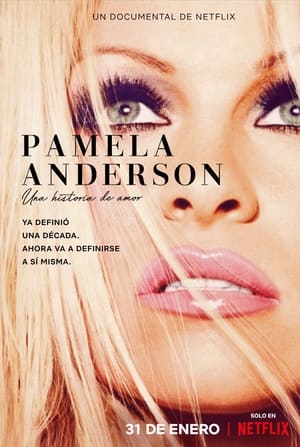 UN DOCUMENTAL DE NETFLIX
PAMELA
ANDERSON
Una historia de amor
YA DEFINIÓ
UNA DÉCADA.
AHORA VA A DEFINIRSE
A SÍ MISMA.
31 DE ENERO
SOLO EN
NETFLIX